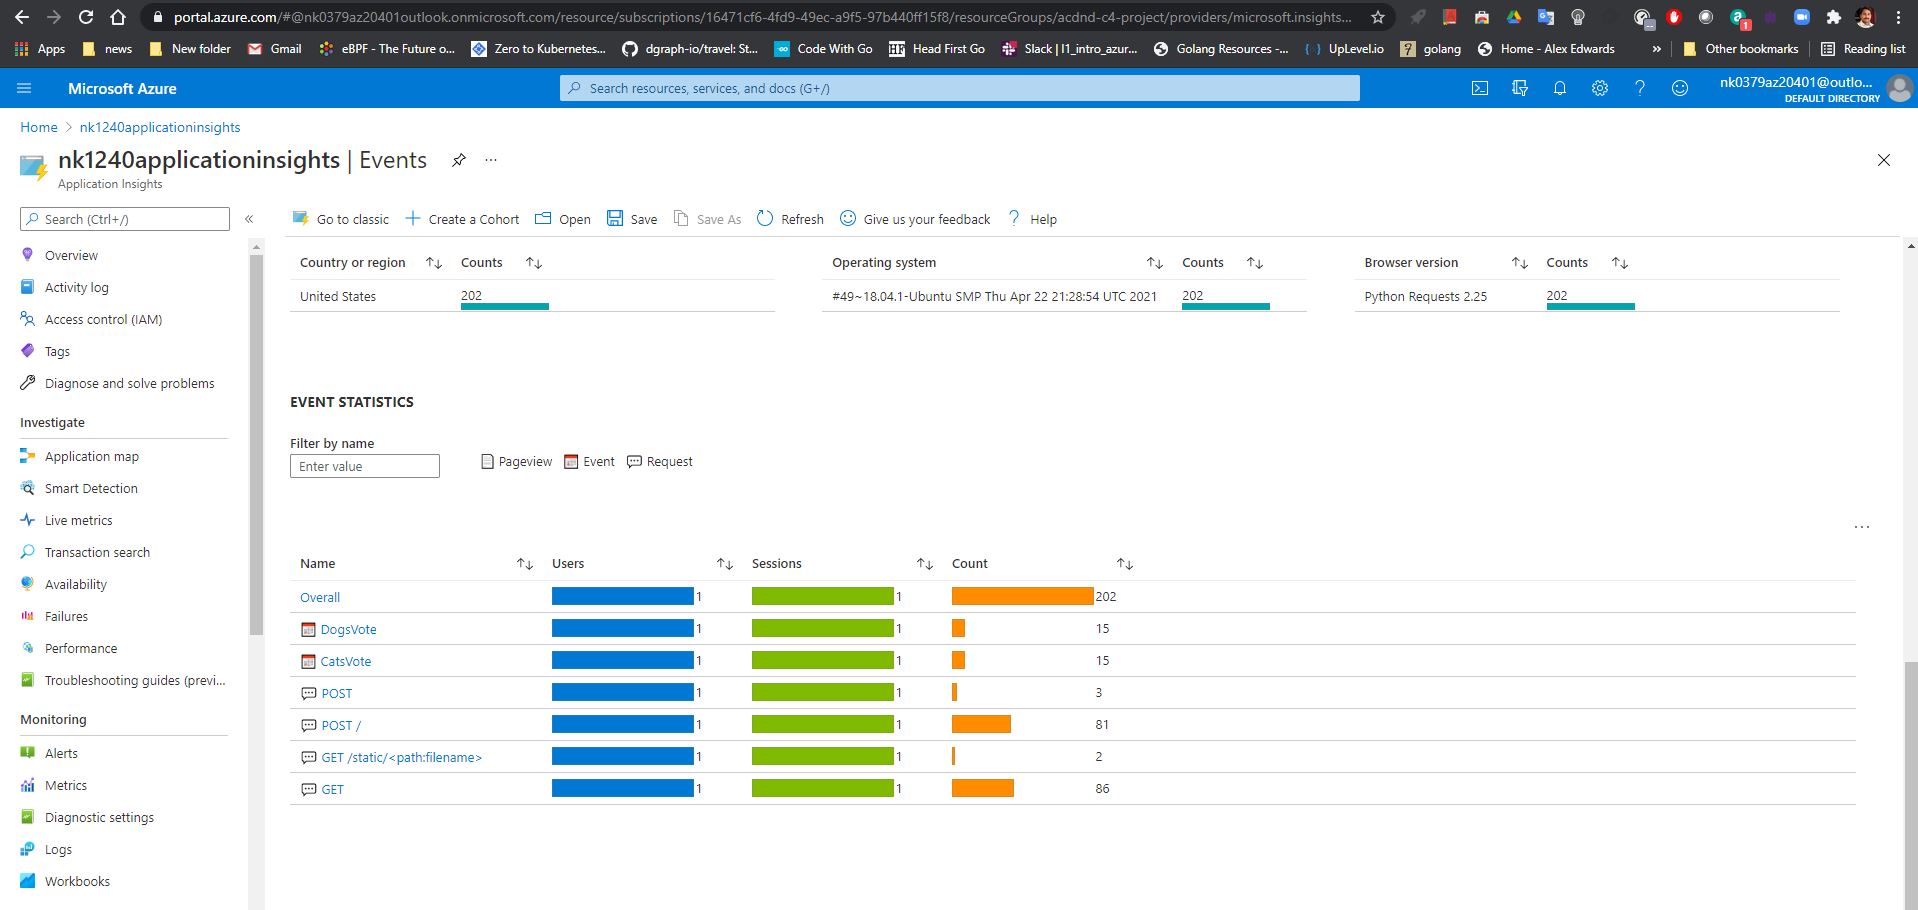 portal.azure.com/#@nk0379az20401outlook.onmicrosoft.com/resource/subscriptions/16471cf6-4fd9-49ec-a9f5-97b440ff15f8/resourceGroups/acdnd-c4-project/providers/microsoft.insights...
Apps news New folder Gmail eBPF - The Future o... Zero to Kubernetes... dgraph-io/travel: St... Code With Go Head First Go Slack | l1_intro_azur... Golang Resources -... UpLevel.io golang Home - Alex Edwards » Other bookmarks Reading list
Microsoft Azure
Search resources, services, and docs (G+/)
nk0379az20401@outlo...
DEFAULT DIRECTORY
Home > nk1240applicationinsights
nk1240applicationinsights | Events ...
Application Insights
Search (Ctrl+/) «
Go to classic Create a Cohort Open Save Save As Refresh Give us your feedback ? Help
Overview
Activity log
Access control (IAM)
Tags
Diagnose and solve problems
Investigate
Application map
Smart Detection
Live metrics
Transaction search
Availability
Failures
Performance
Troubleshooting guides (previ...
Monitoring
Alerts
Metrics
Diagnostic settings
Logs
Workbooks
Country or region Counts Operating system Counts Browser version Counts
United States 202 #49~18.04.1-Ubuntu SMP Thu Apr 22 21:28:54 UTC 2021 202 Python Requests 2.25 202
EVENT STATISTICS
Filter by name
Enter value
Pageview Event Request
...
Name Users Sessions Count
Overall 1 1 202
DogsVote 1 1 15
CatsVote 1 1 15
POST 1 1 3
POST / 1 1 81
GET /static/<path:filename> 1 1 2
GET 1 1 86